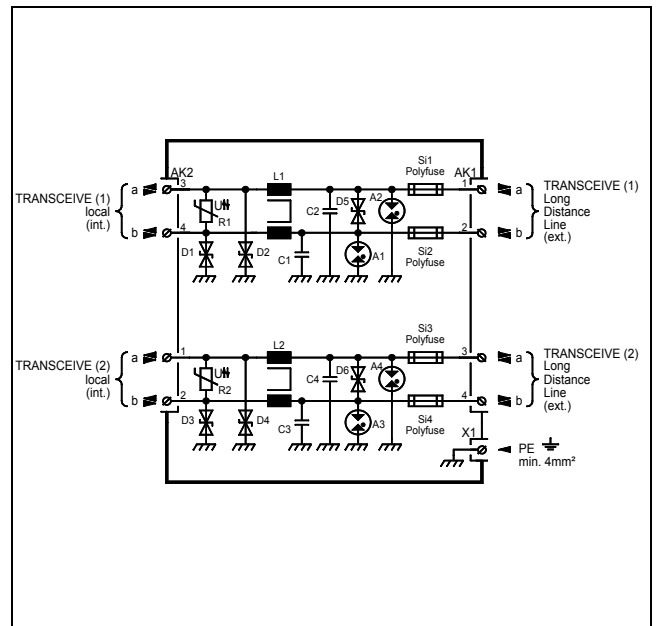 Si1
Polyfuse
AK2
L1
AK1
TRANSCEIVE (1)
local
(int.)
a
3
b
4
U
R1
D1
D2
C1
C2
D5
A2
A1
Si2
Polyfuse
1
2
a
b
TRANSCEIVE (1)
Long
Distance
Line
(ext.)
Si3
Polyfuse
L2
TRANSCEIVE (2)
local
(int.)
a
1
b
2
U
R2
D3
D4
C3
C4
D6
A4
A3
Si4
Polyfuse
3
4
a
b
TRANSCEIVE (2)
Long
Distance
Line
(ext.)
X1
PE
min. 4mm²